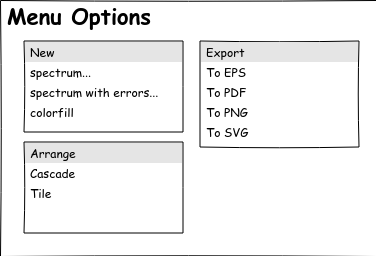 Menu Options
New
spectrum...
spectrum with errors...
colorfill
Arrange
Cascade
Tile
Export
To EPS
To PDF
To PNG
To SVG